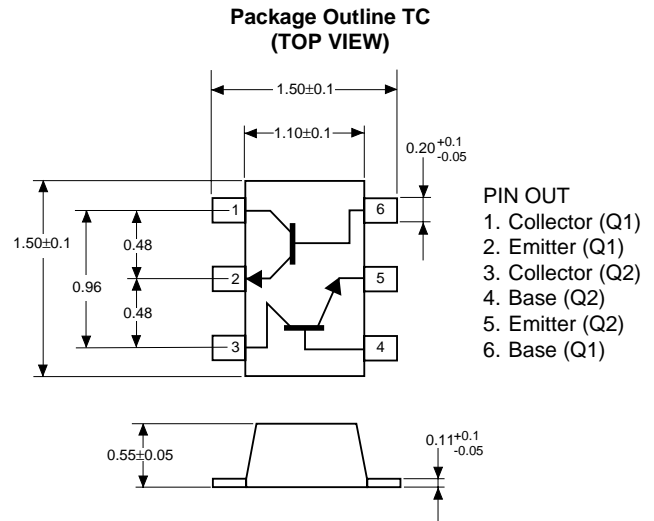 Package Outline TC
(TOP VIEW)
1.50±0.1
1.10±0.1
0.20 +0.1
-0.05
1
6
PIN OUT
1. Collector (Q1)
2. Emitter (Q1)
3. Collector (Q2)
4. Base (Q2)
5. Emitter (Q2)
6. Base (Q1)
1.50±0.1
0.48
0.96
2
5
0.48
3
4
0.55±0.05
0.11 +0.1
-0.05